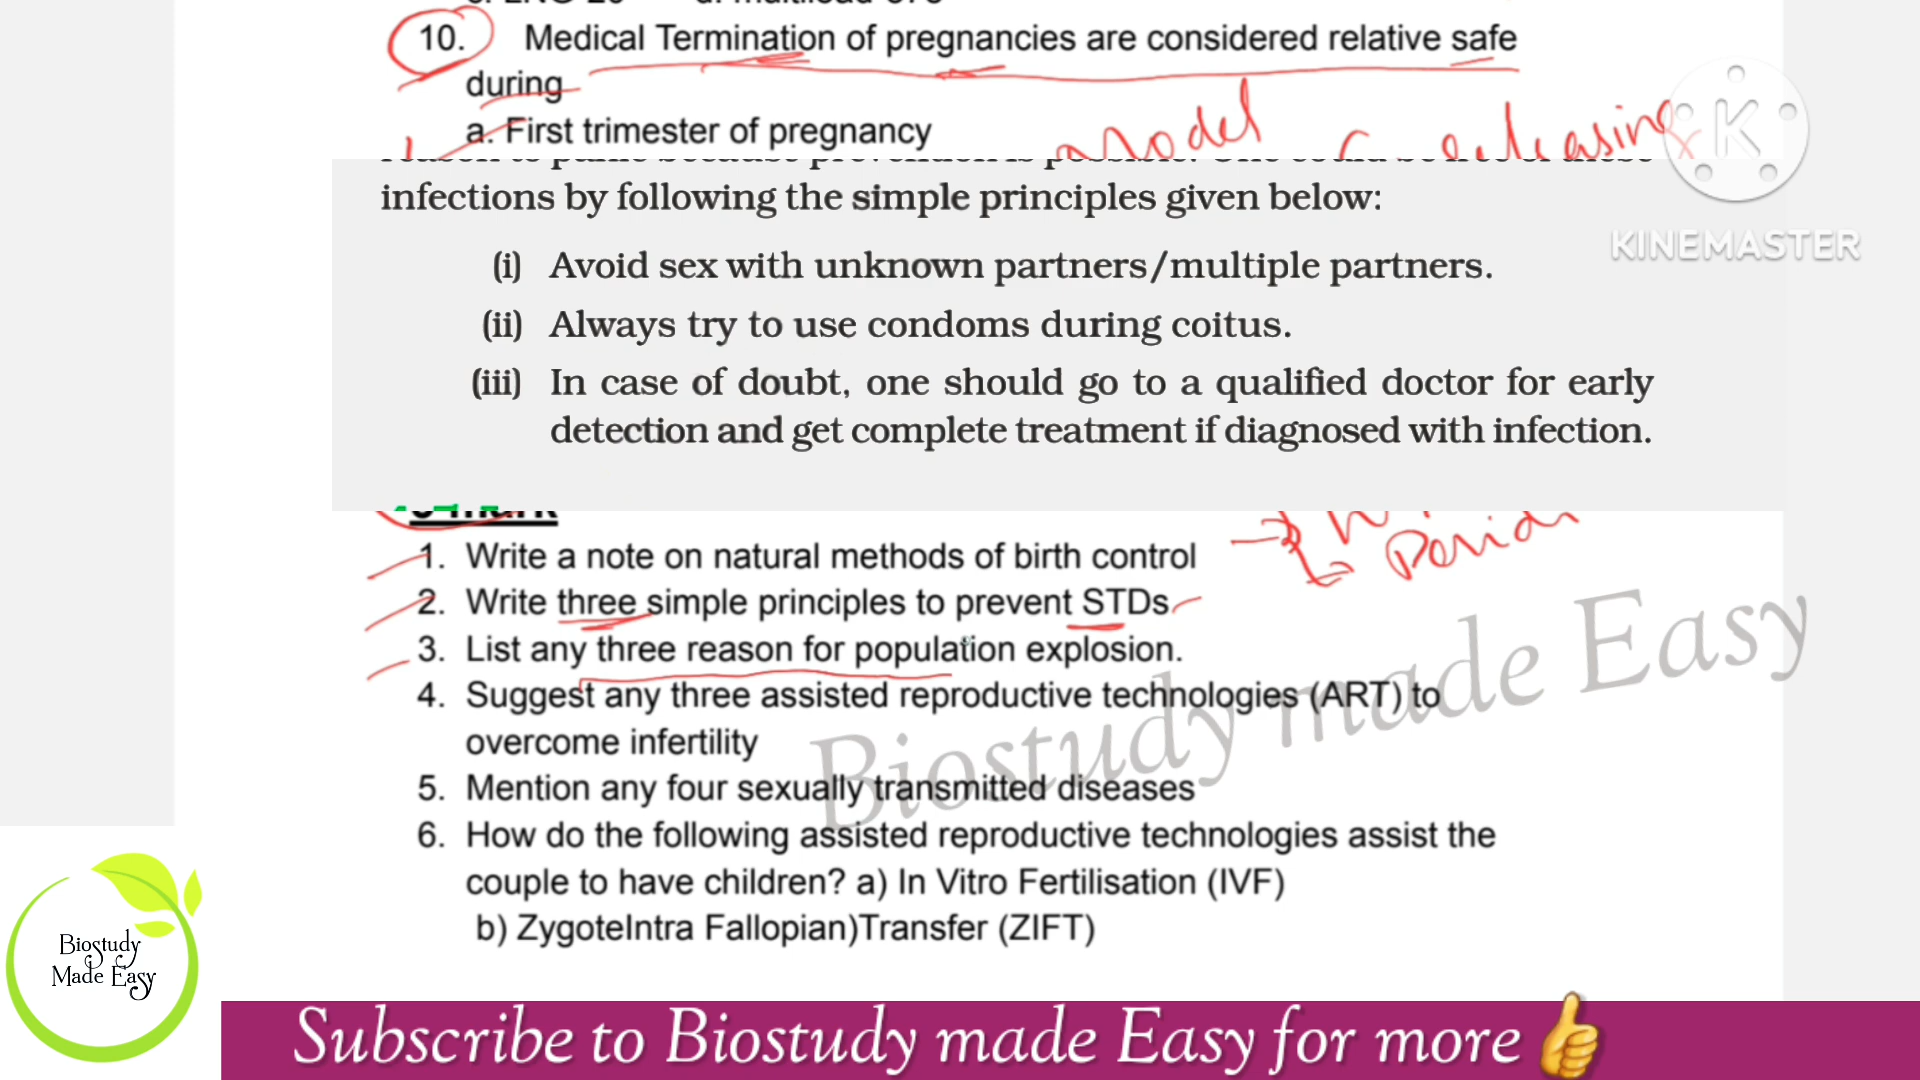 10. Medical Termination of pregnancies are considered relative safe
during
a. First trimester of pregnancy
Model releasing
KINEMASTER
infections by following the simple principles given below:
(i) Avoid sex with unknown partners/multiple partners.
(ii) Always try to use condoms during coitus.
(iii) In case of doubt, one should go to a qualified doctor for early
detection and get complete treatment if diagnosed with infection.
1. Write a note on natural methods of birth control
2. Write three simple principles to prevent STDs
3. List any three reason for population explosion.
4. Suggest any three assisted reproductive technologies (ART) to
overcome infertility
5. Mention any four sexually transmitted diseases
6. How do the following assisted reproductive technologies assist the
couple to have children? a) In Vitro Fertilisation (IVF)
b) ZygoteIntra Fallopian)Transfer (ZIFT)
Biostudy made Easy
Biostudy
Made Easy
Subscribe to Biostudy made Easy for more